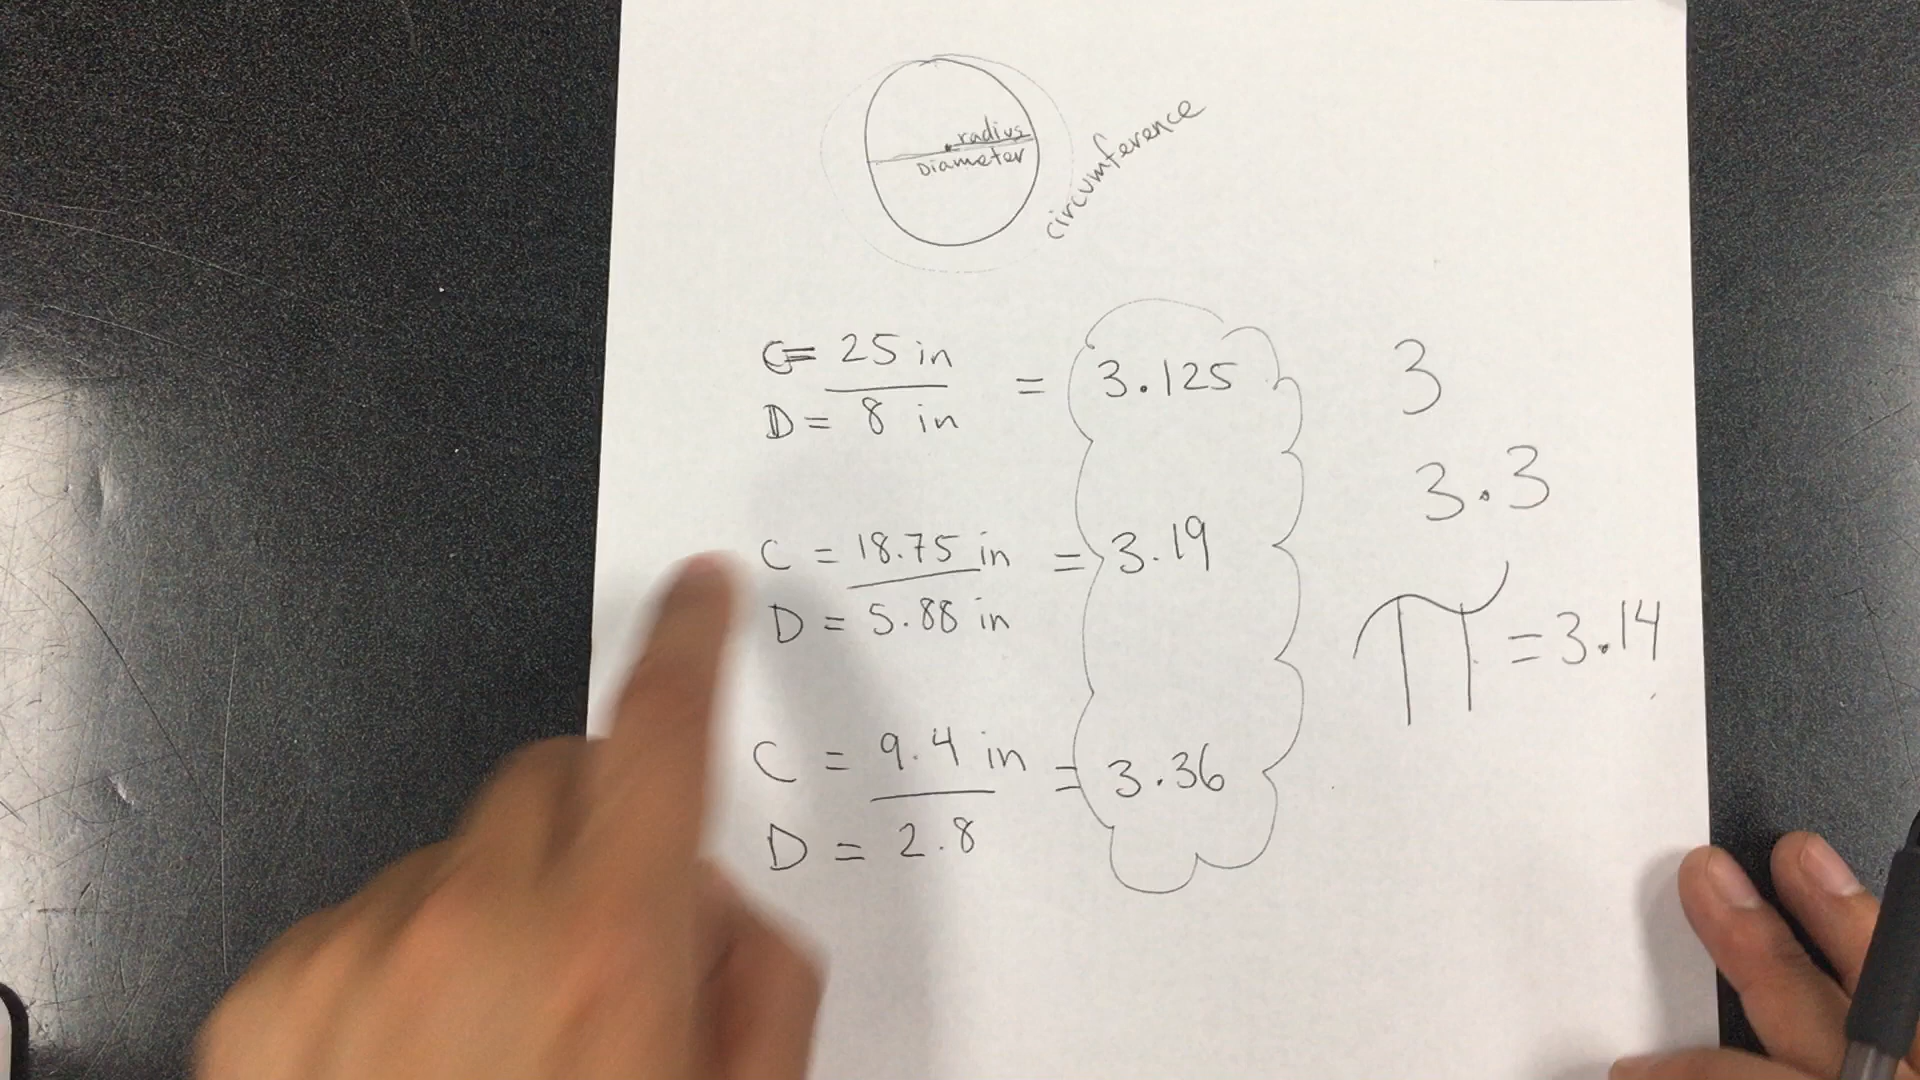 radius
Diameter
circumference
C= 25 in
D = 8 in
= 3.125
3
3.3
C = 18.75 in
D = 5.88 in
= 3.19
π = 3.14
C = 9.4 in
D = 2.8
= 3.36